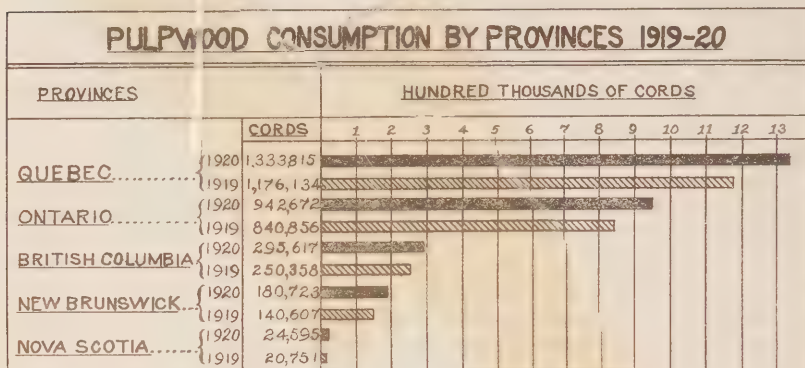 PULPWOOD CONSUMPTION BY PROVINCES 1919-20
PROVINCES
HUNDRED THOUSANDS OF CORDS
CORDS 1 2 3 4 5 6 7 8 9 10 11 12 13
QUEBEC........ {1920 1,333815
{1919 1,176,134
ONTARIO......... {1920 942,672
{1919 840,856
BRITISH COLUMBIA {1920 295,617
{1919 250,358
NEW BRUNSWICK.... {1920 180,723
{1919 140,607
NOVA SCOTIA....... {1920 24,595
{1919 20,751